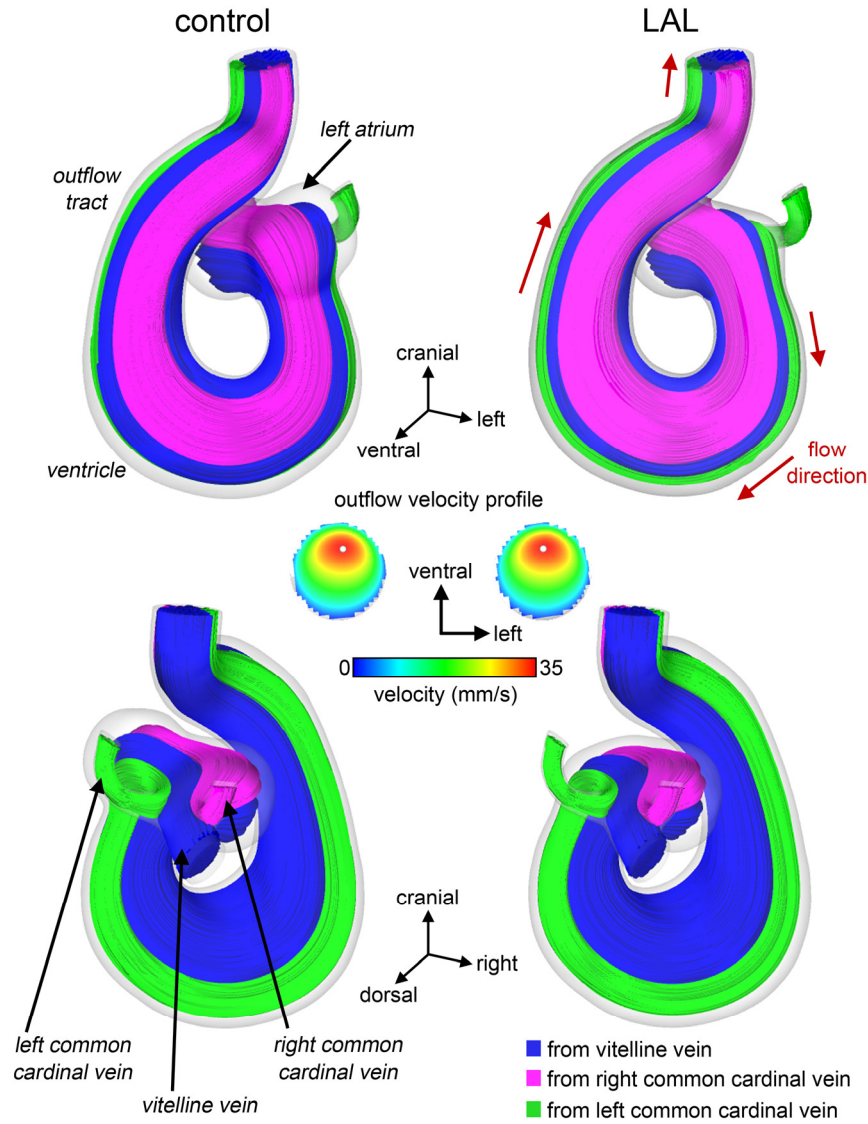 control
LAL
left atrium
outflow
tract
cranial
left
ventral
ventricle
flow
direction
outflow velocity profile
ventral
left
0
35
velocity (mm/s)
cranial
right
dorsal
left common
cardinal vein
right common
cardinal vein
vitelline vein
from vitelline vein
from right common cardinal vein
from left common cardinal vein